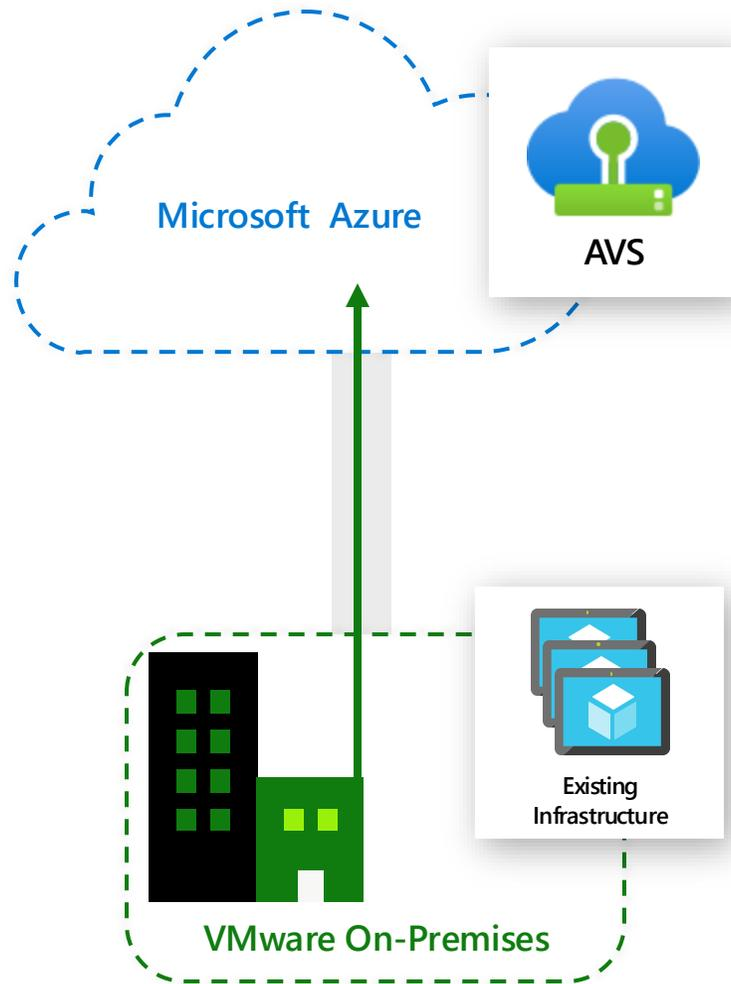 Microsoft Azure
AVS
Existing
Infrastructure
VMware On-Premises